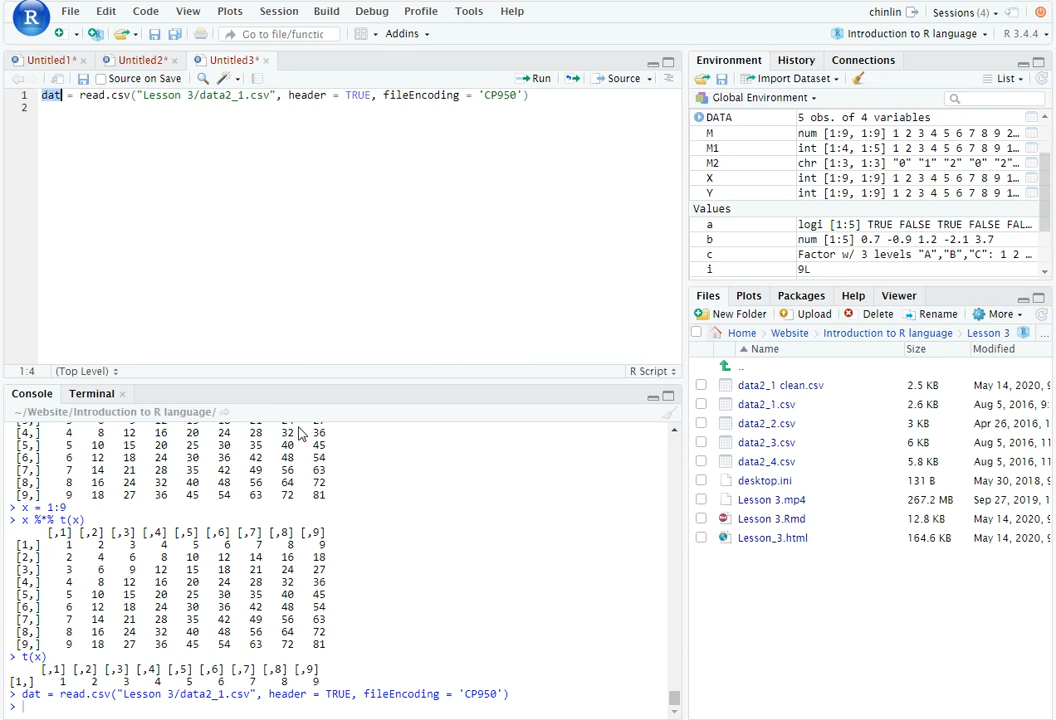 File Edit Code View Plots Session Build Debug Profile Tools Help
chinlin Sessions (4)
Go to file/functic Addins
Introduction to R language R 3.4.4
Untitled1* Untitled2* Untitled3*
Source on Save Run Source
1 dat = read.csv("Lesson 3/data2_1.csv", header = TRUE, fileEncoding = 'CP950')
2
1:4 (Top Level) R Script
Console Terminal
~/Website/Introduction to R language/
[4,] 4 8 12 16 20 24 28 32 36
[5,] 5 10 15 20 25 30 35 40 45
[6,] 6 12 18 24 30 36 42 48 54
[7,] 7 14 21 28 35 42 49 56 63
[8,] 8 16 24 32 40 48 56 64 72
[9,] 9 18 27 36 45 54 63 72 81
> x = 1:9
> x %*% t(x)
[,1] [,2] [,3] [,4] [,5] [,6] [,7] [,8] [,9]
[1,] 1 2 3 4 5 6 7 8 9
[2,] 2 4 6 8 10 12 14 16 18
[3,] 3 6 9 12 15 18 21 24 27
[4,] 4 8 12 16 20 24 28 32 36
[5,] 5 10 15 20 25 30 35 40 45
[6,] 6 12 18 24 30 36 42 48 54
[7,] 7 14 21 28 35 42 49 56 63
[8,] 8 16 24 32 40 48 56 64 72
[9,] 9 18 27 36 45 54 63 72 81
> t(x)
[,1] [,2] [,3] [,4] [,5] [,6] [,7] [,8] [,9]
[1,] 1 2 3 4 5 6 7 8 9
> dat = read.csv("Lesson 3/data2_1.csv", header = TRUE, fileEncoding = 'CP950')
>
Environment History Connections
Import Dataset List
Global Environment
DATA 5 obs. of 4 variables
M num [1:9, 1:9] 1 2 3 4 5 6 7 8 9 2…
M1 int [1:4, 1:5] 1 2 3 4 5 6 7 8 9…
M2 chr [1:3, 1:3] "0" "1" "2" "0" "2"…
X int [1:9, 1:9] 1 2 3 4 5 6 7 8 9…
Y int [1:9, 1:9] 1 2 3 4 5 6 7 8 9…
Values
a logi [1:5] TRUE FALSE TRUE FALSE FAL…
b num [1:5] 0.7 -0.9 1.2 -2.1 3.7
c Factor w/ 3 levels "A","B","C": 1 2 …
i 9L
Files Plots Packages Help Viewer
New Folder Upload Delete Rename More
Home Website Introduction to R language Lesson 3 ...
Name Size Modified
..
data2_1 clean.csv 2.5 KB May 14, 2020, 9
data2_1.csv 2.6 KB Aug 5, 2016, 9:
data2_2.csv 3 KB Apr 26, 2016, 9
data2_3.csv 6 KB Aug 5, 2016, 11
data2_4.csv 5.8 KB Aug 5, 2016, 11
desktop.ini 131 B May 30, 2018, 9
Lesson 3.mp4 267.2 MB Sep 27, 2019, 1
Lesson 3.Rmd 12.8 KB May 14, 2020, 9
Lesson_3.html 164.6 KB May 14, 2020, 9